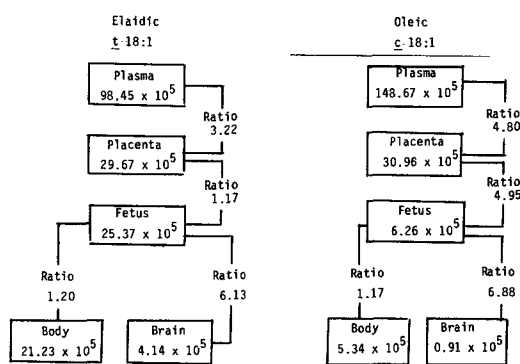 Elaidic
t-18:1
Plasma
98.45 x 10^5
Ratio
3.22
Placenta
29.67 x 10^5
Ratio
1.17
Fetus
25.37 x 10^5
Ratio
1.20
Ratio
6.13
Body
21.23 x 10^5
Brain
4.14 x 10^5
Oleic
c-18:1
Plasma
148.67 x 10^5
Ratio
4.80
Placenta
30.96 x 10^5
Ratio
4.95
Fetus
6.26 x 10^5
Ratio
1.17
Ratio
6.88
Body
5.34 x 10^5
Brain
0.91 x 10^5